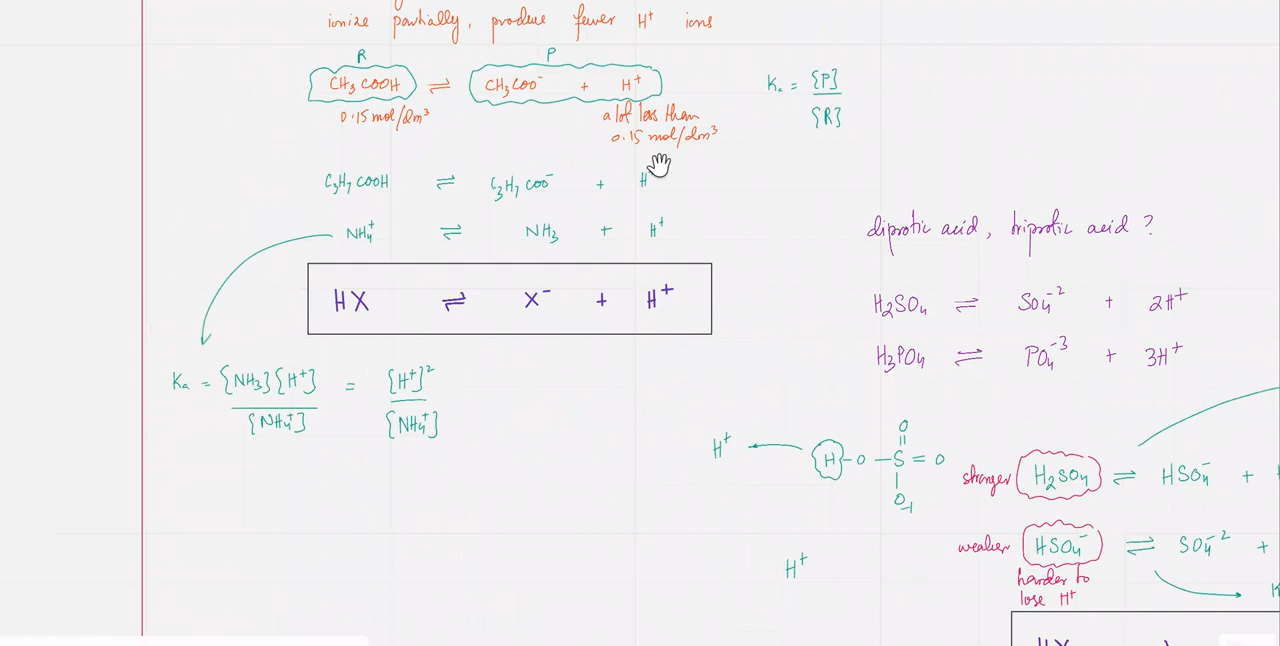 ionize partially, produce fewer H⁺ ions
R P
CH₃COOH ⇌ CH₃COO⁻ + H⁺
0.15 mol/dm³
a lot less than
0.15 mol/dm³
Kc = [P]
[R]
C₃H₇COOH ⇌ C₃H₇COO⁻ + H
NH₄⁺ ⇌ NH₃ + H⁺
HX ⇌ X⁻ + H⁺
Ka = [NH₃][H⁺] = [H⁺]²
[NH₄⁺] [NH₄⁺]
diprotic acid, triprotic acid?
H₂SO₄ ⇌ SO₄⁻² + 2H⁺
H₃PO₄ ⇌ PO₄⁻³ + 3H⁺
O
H⁺ H–O–S=O
O
H⁺
stronger H₂SO₄ ⇌ HSO₄⁻ +
weaker HSO₄⁻ ⇌ SO₄⁻² +
harder to
lose H⁺